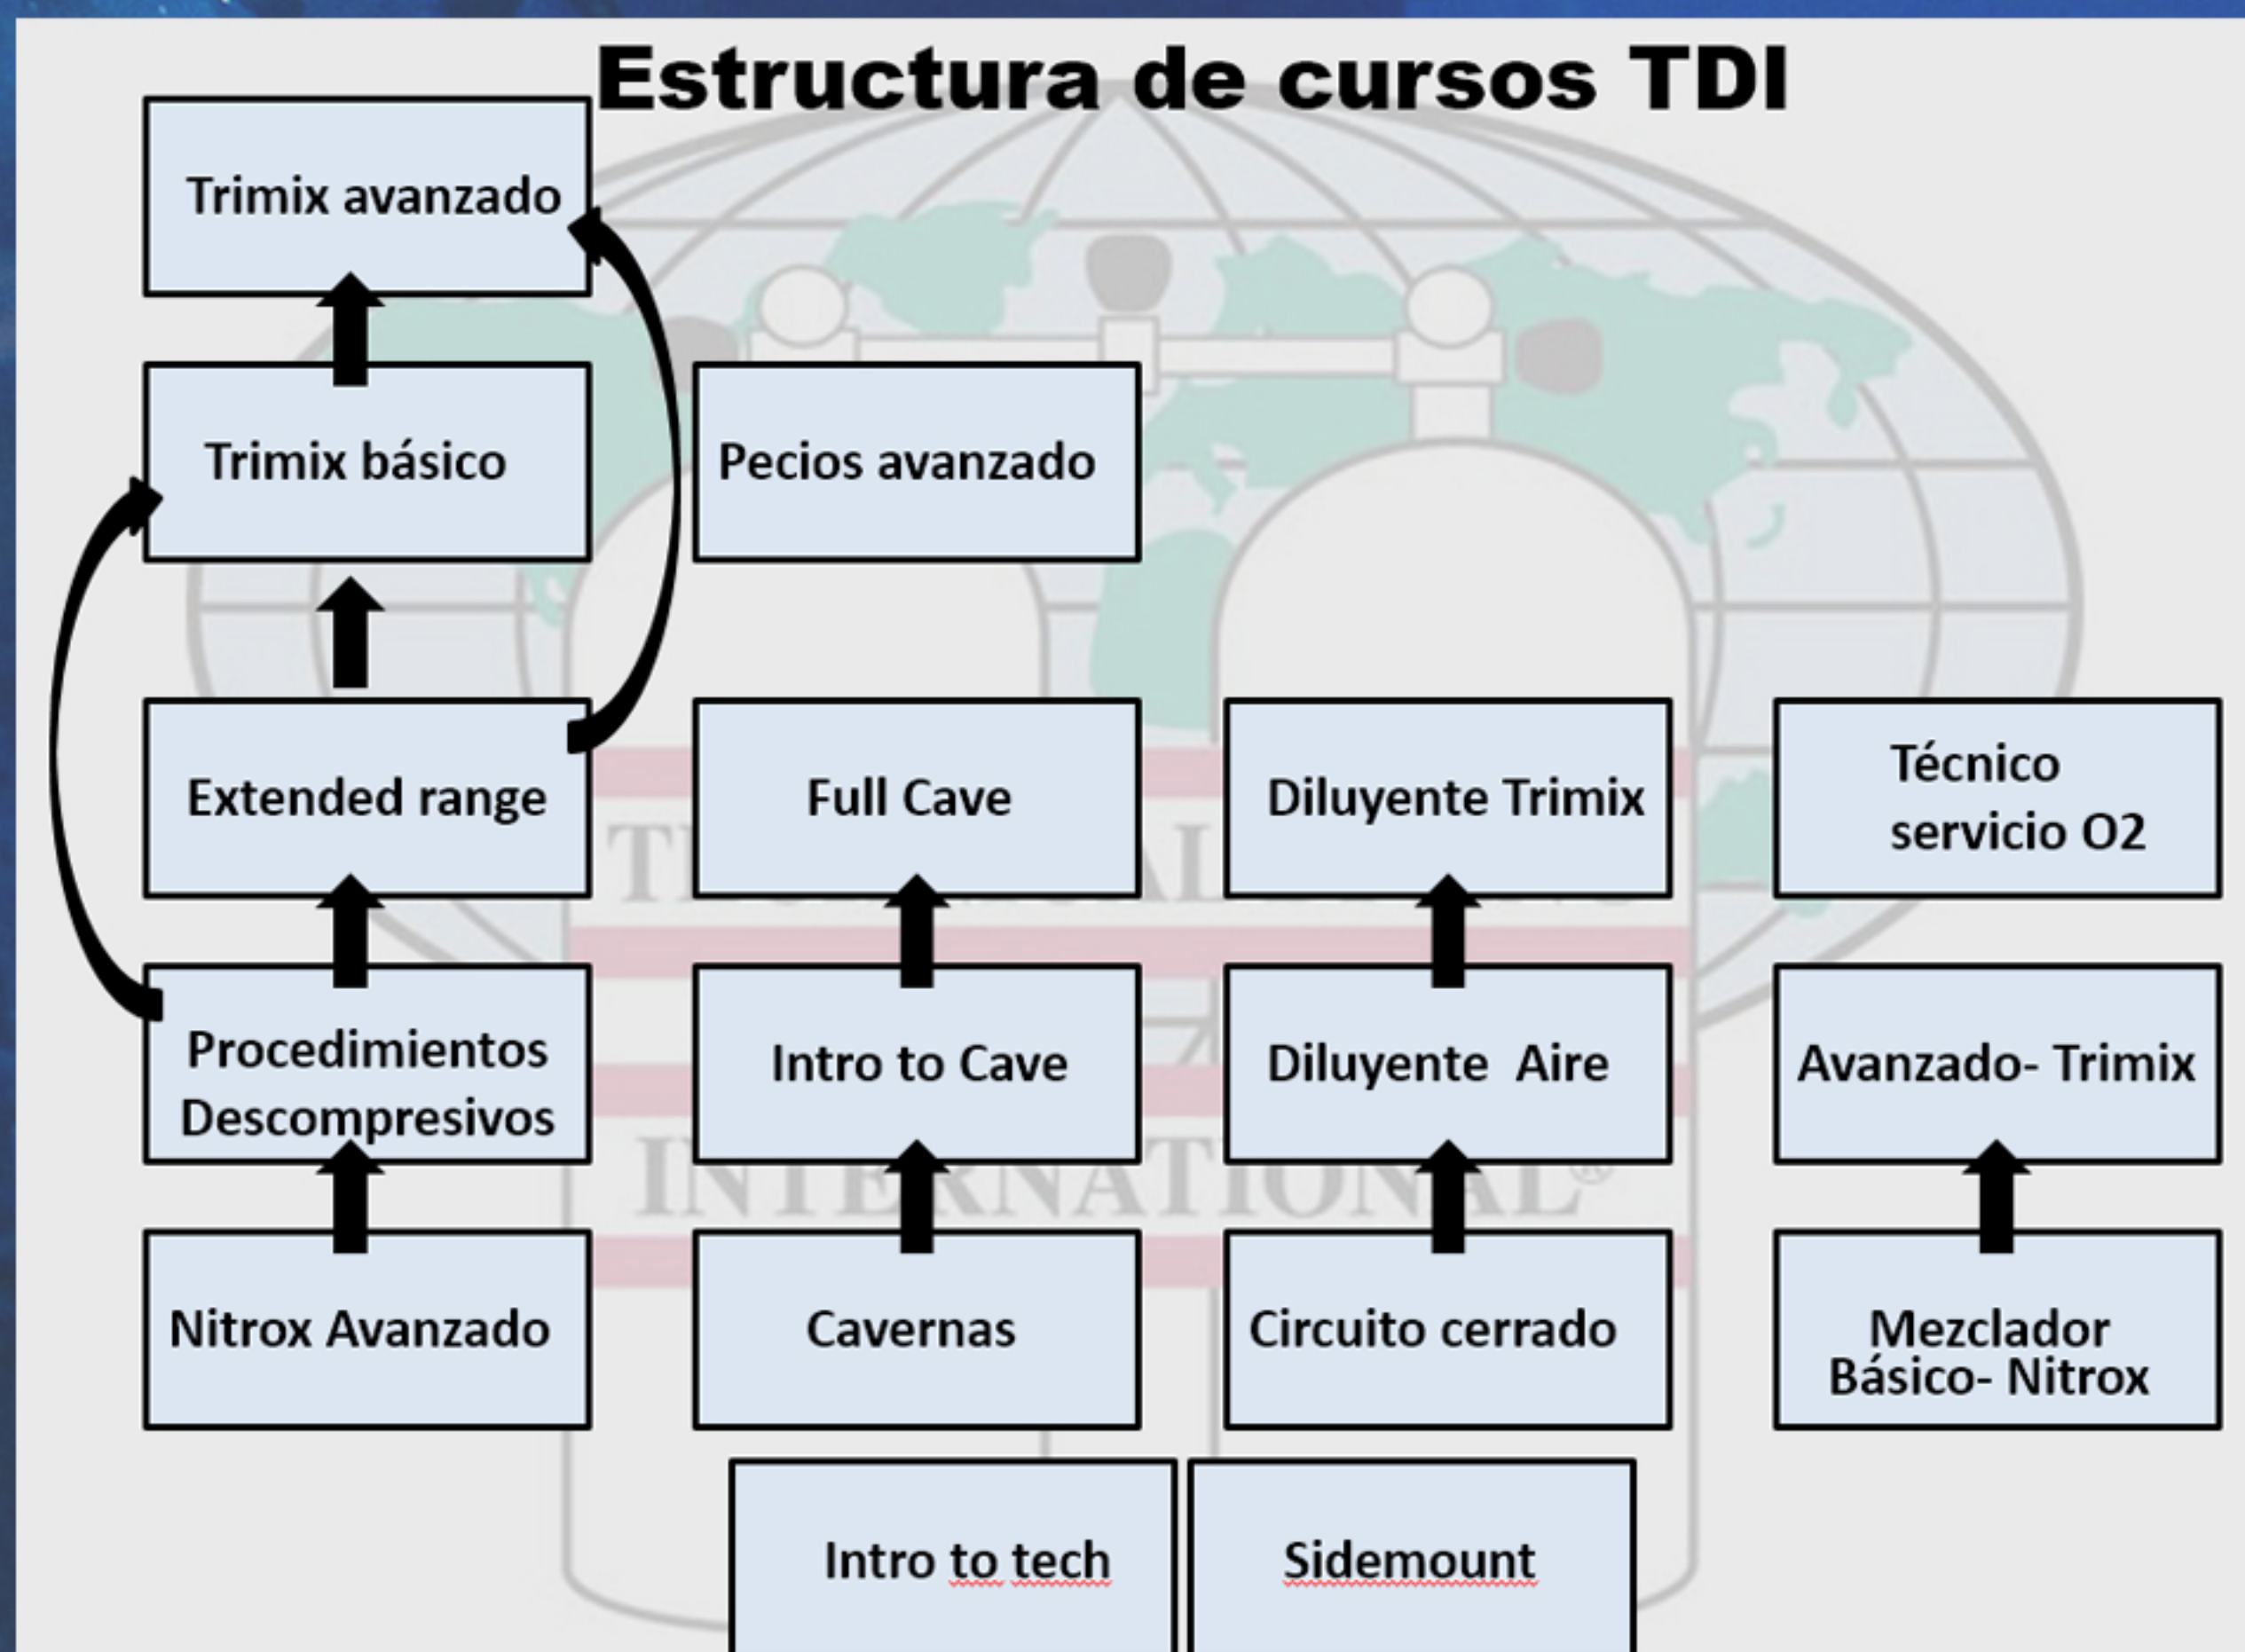 Estructura de cursos TDI
Trimix avanzado
Trimix básico
Pecios avanzado
Extended range
Full Cave
Diluyente Trimix
Técnico
servicio O2
Procedimientos
Descompresivos
Intro to Cave
Diluyente Aire
Avanzado- Trimix
INTERNATIONAL®
Nitrox Avanzado
Cavernas
Circuito cerrado
Mezclador
Básico- Nitrox
Intro to tech
Sidemount